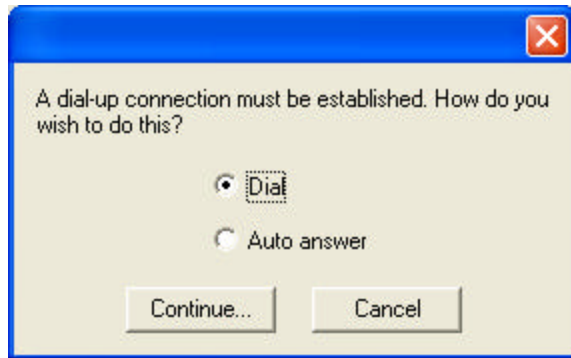 A dial-up connection must be established. How do you
wish to do this?
Dial
Auto answer
Continue... Cancel